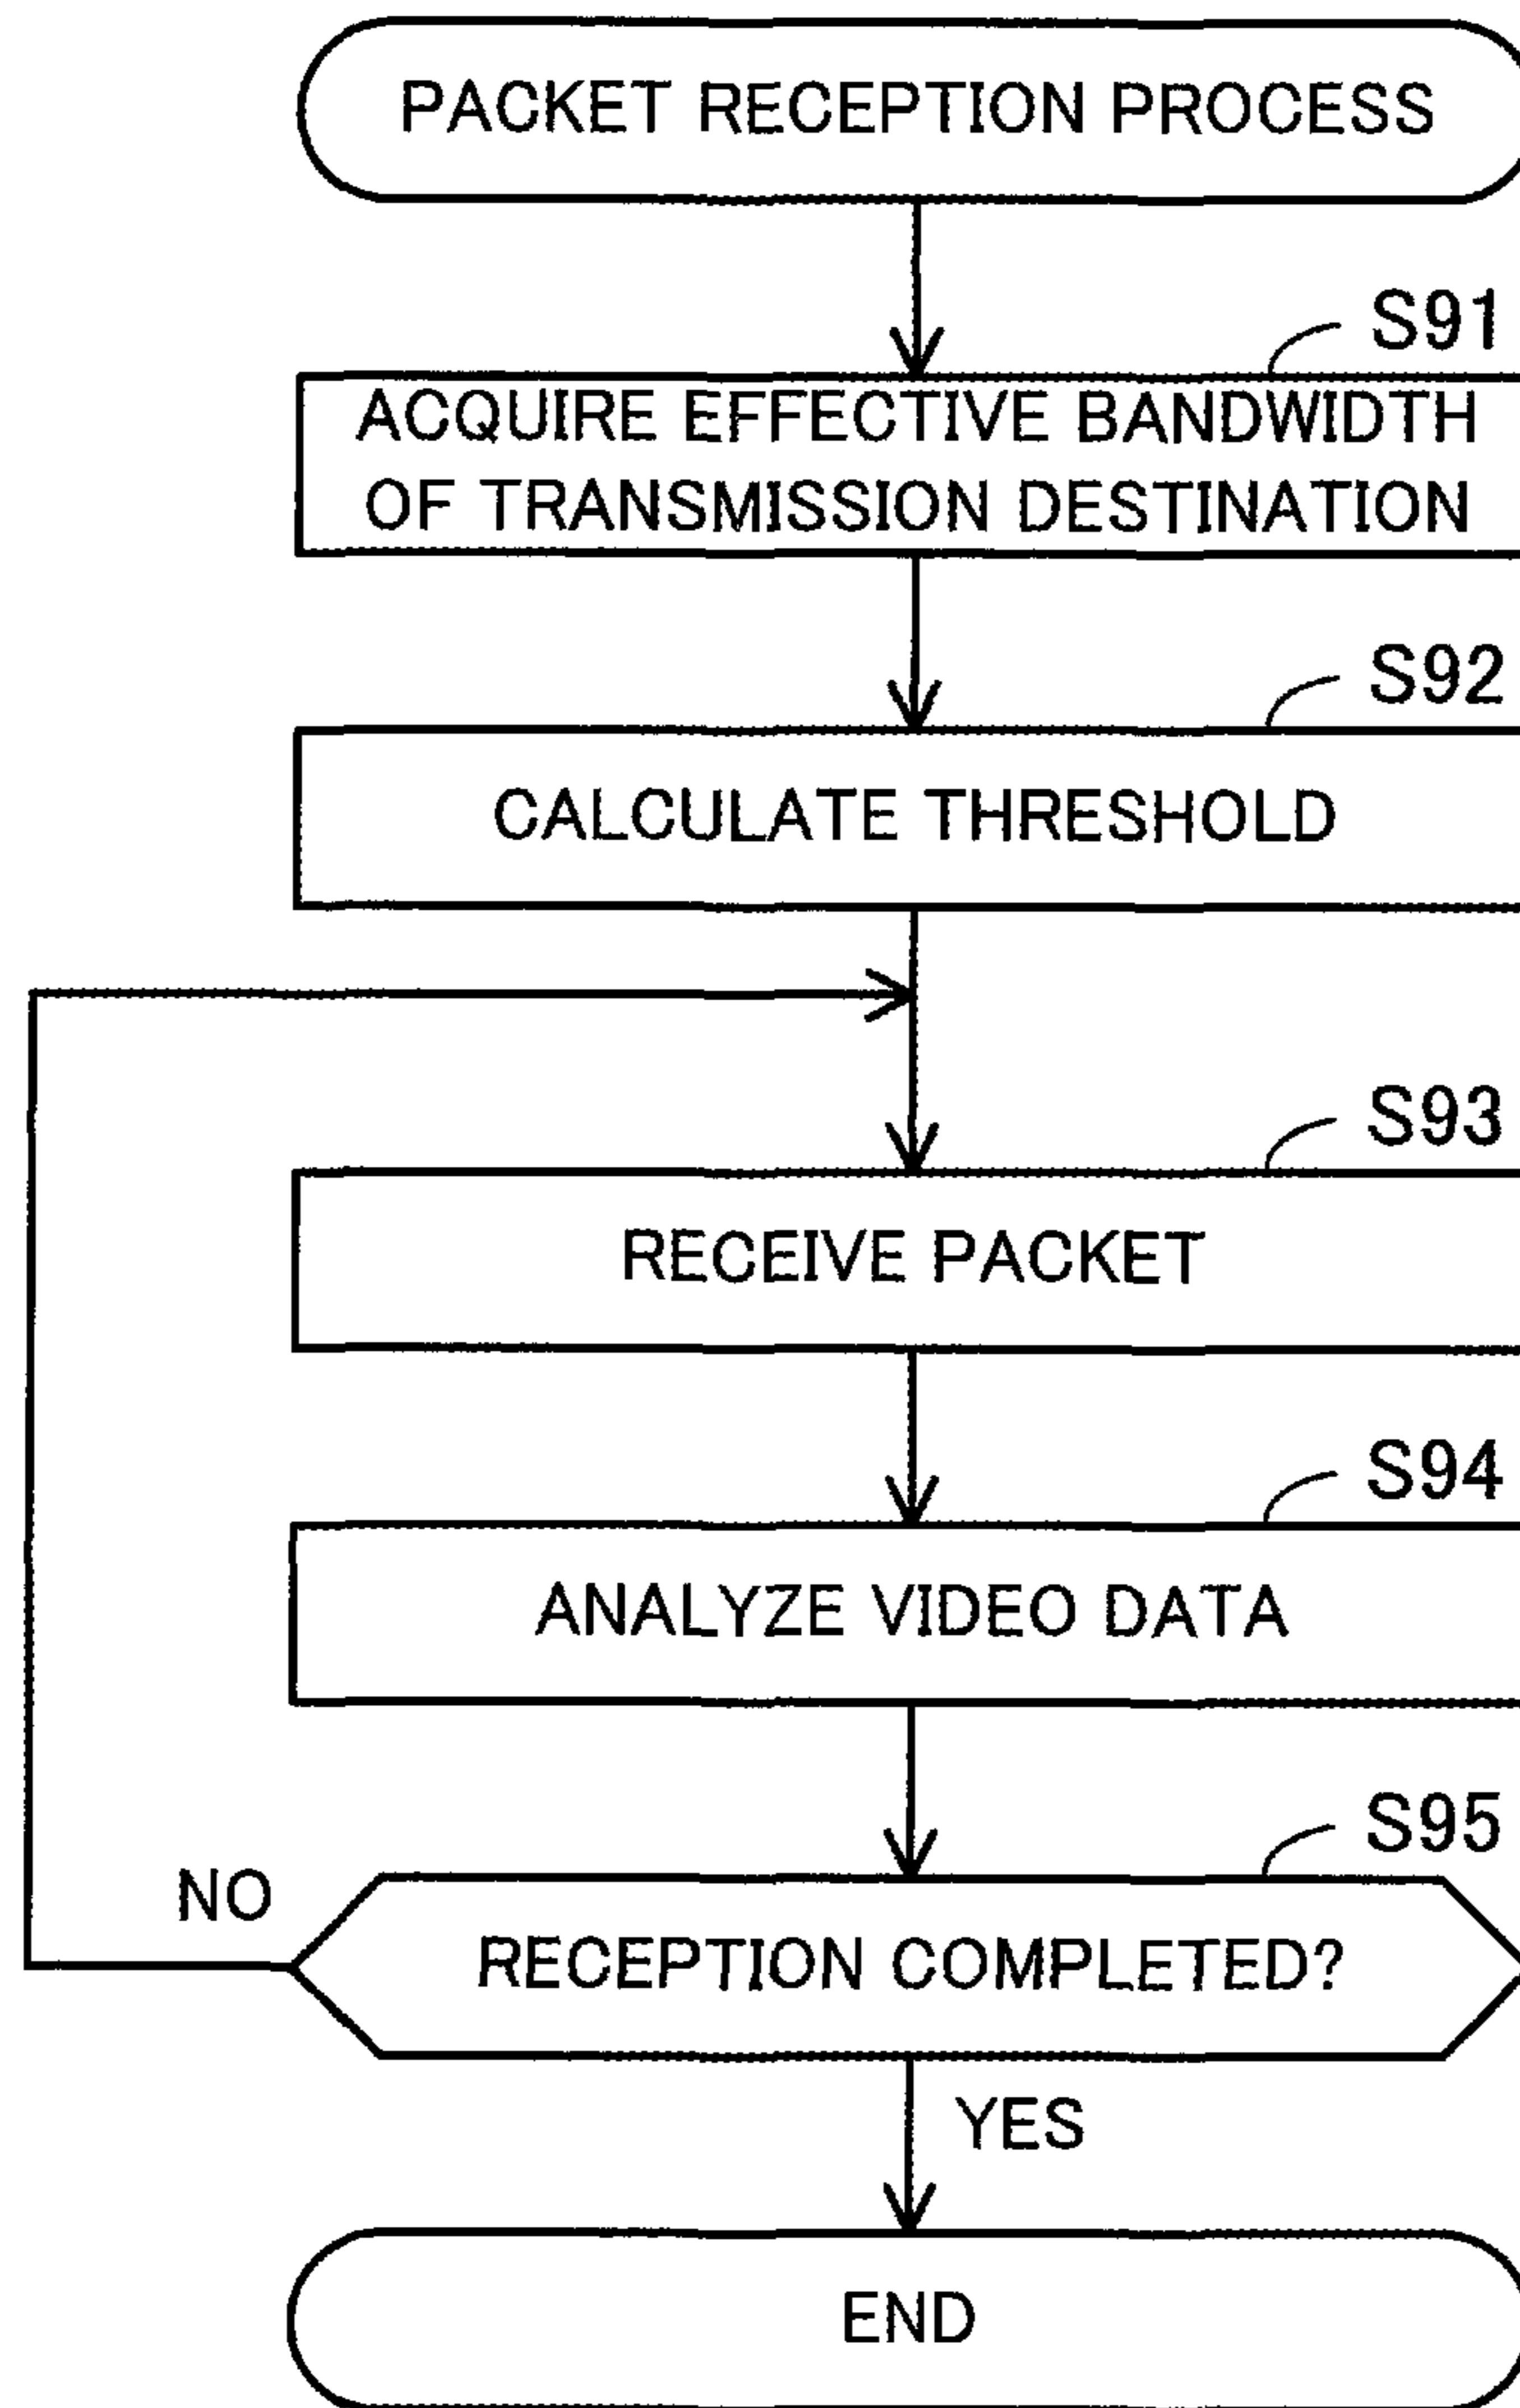 PACKET RECEPTION PROCESS
S91
ACQUIRE EFFECTIVE BANDWIDTH
OF TRANSMISSION DESTINATION
S92
CALCULATE THRESHOLD
S93
RECEIVE PACKET
S94
ANALYZE VIDEO DATA
S95
NO
RECEPTION COMPLETED?
YES
END